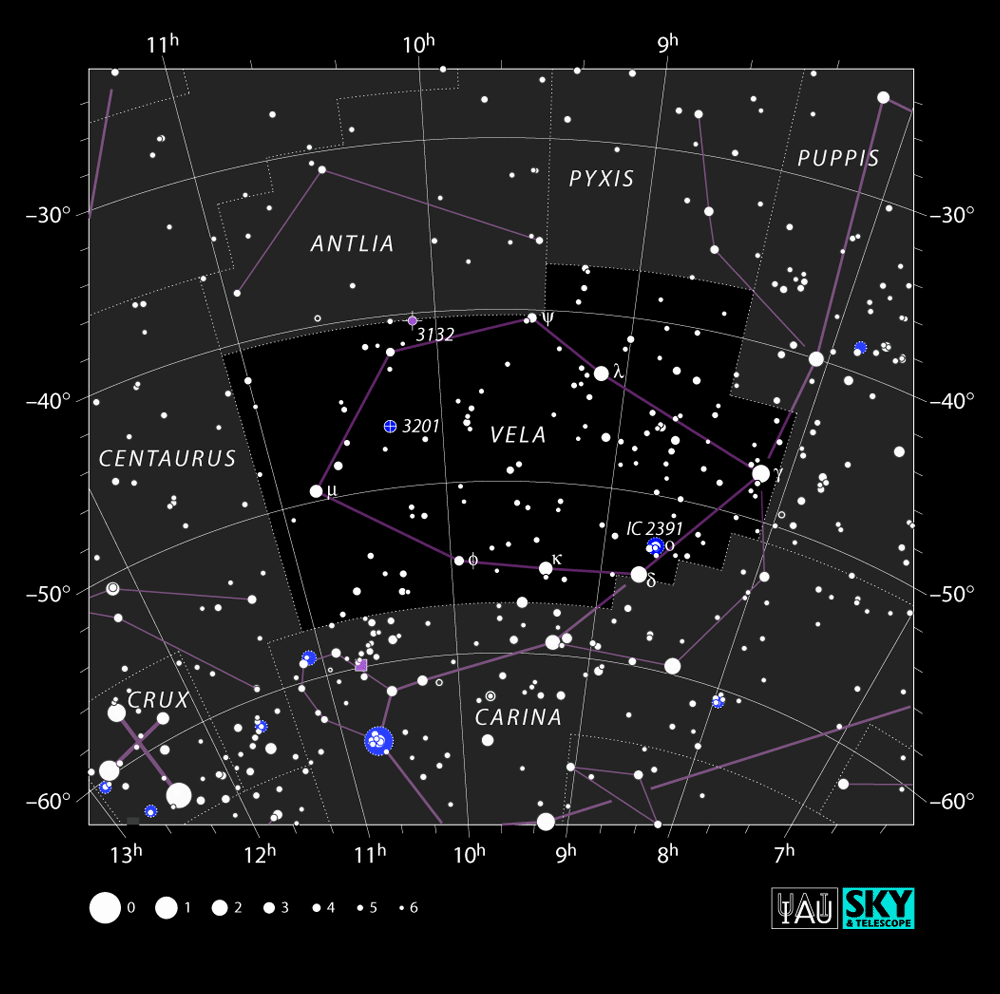 11h 10h 9h
PUPPIS
PYXIS
–30° –30°
ANTLIA
ψ
3132
λ
–40° –40°
3201
VELA
CENTAURUS
γ
μ
IC 2391
ο
φ κ
δ
–50° –50°
CRUX
CARINA
–60° –60°
13h 12h 11h 10h 9h 8h 7h
0 1 2 3 4 5 6
IAU
SKY
& TELESCOPE